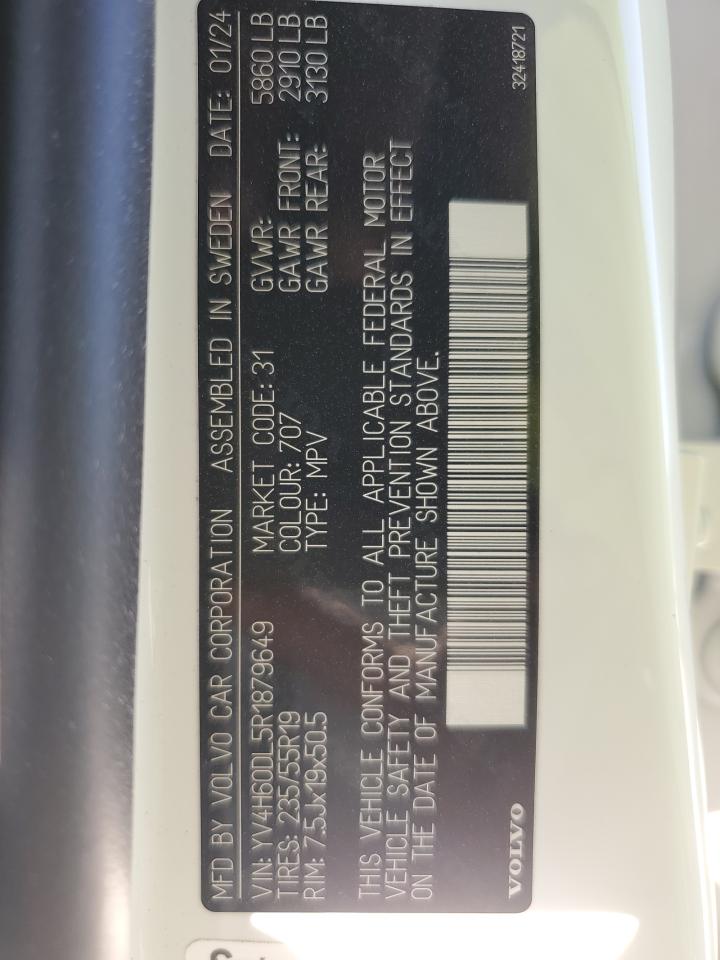 MFD BY VOLVO CAR CORPORATION ASSEMBLED IN SWEDEN DATE: 01/24
VIN: YV4H60DL5R1879649 MARKET CODE: 31 GVWR: 5860 LB
TIRES: 235/55R19 COLOUR: 707 GAWR FRONT: 2910 LB
RIM: 7.5Jx19x50.5 TYPE: MPV GAWR REAR: 3130 LB
THIS VEHICLE CONFORMS TO ALL APPLICABLE FEDERAL MOTOR
VEHICLE SAFETY AND THEFT PREVENTION STANDARDS IN EFFECT
ON THE DATE OF MANUFACTURE SHOWN ABOVE.
VOLVO 32418721